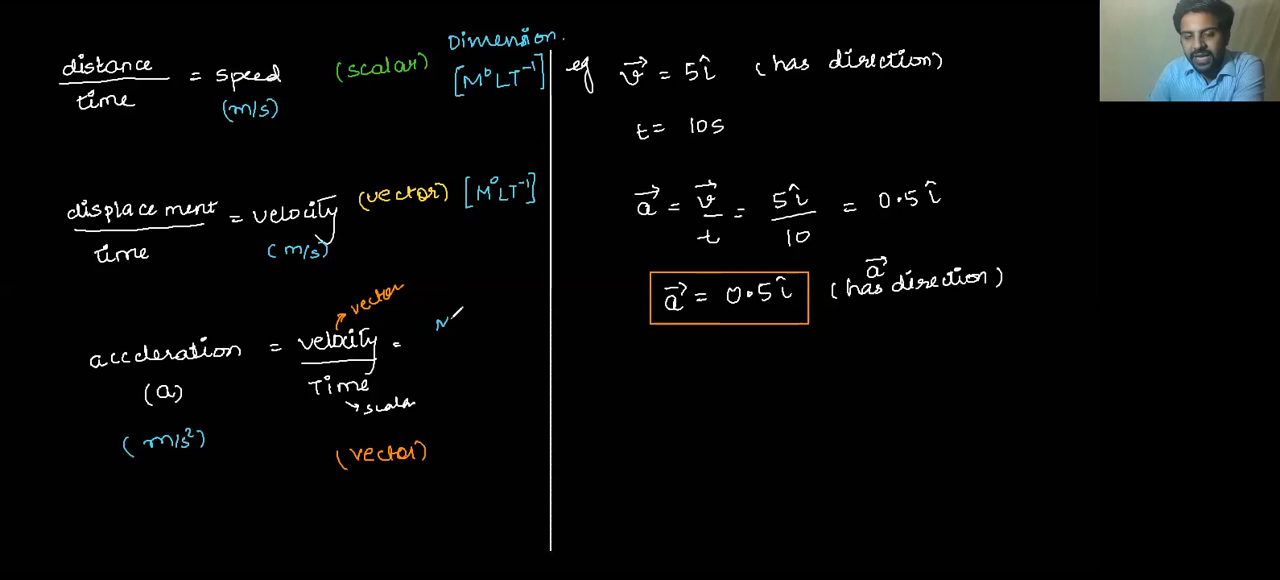 Dimension.
distance/time = speed (scalar) [M⁰LT⁻¹]
(m/s)
displacement/time = velocity (vector) [M⁰LT⁻¹]
(m/s)
→ vector
accleration = velocity/Time =
(a)
→ scalar
(m/s²)
(vector)
eg v⃗ = 5î (has direction)
t = 10s
a⃗ = v⃗/t = 5î/10 = 0.5î
a⃗ = 0.5î (has direction)
a⃗